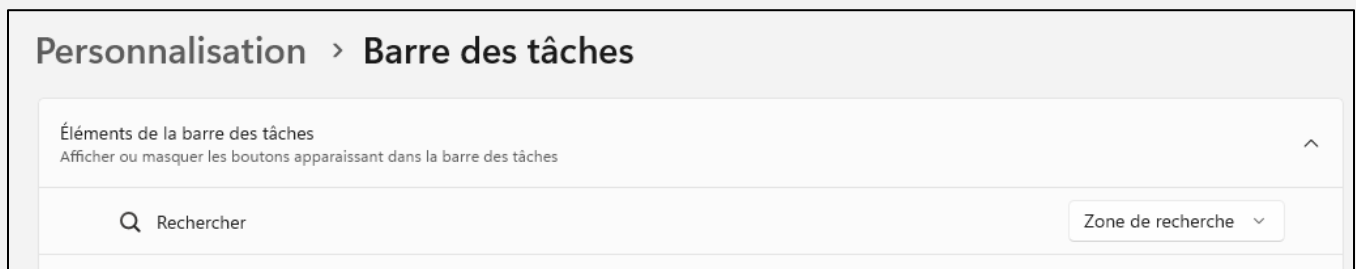 Personnalisation > Barre des tâches
Éléments de la barre des tâches
Afficher ou masquer les boutons apparaissant dans la barre des tâches
Rechercher Zone de recherche